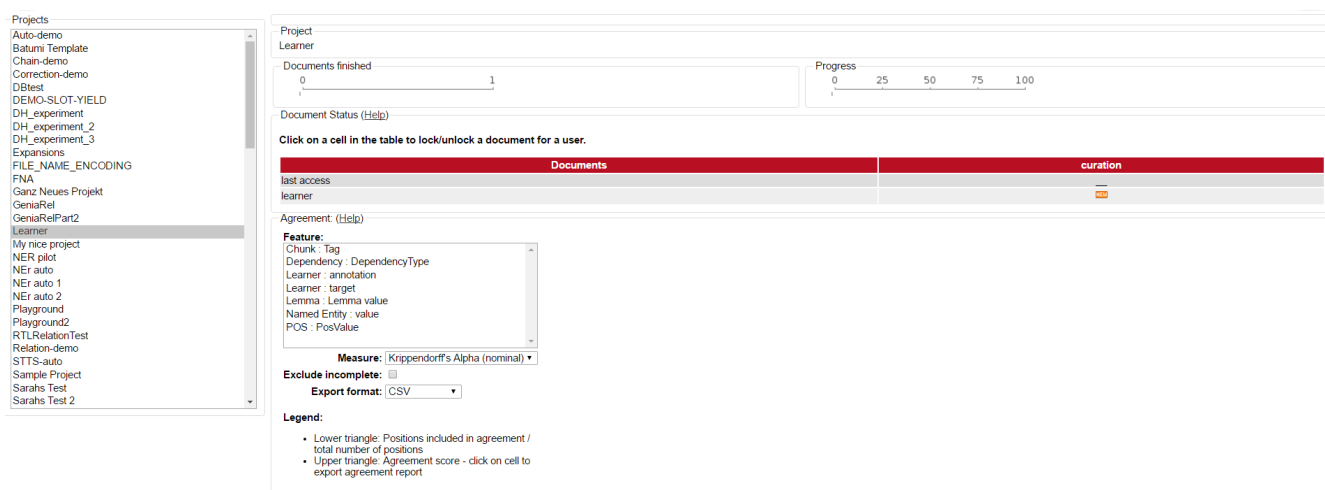 Projects
Auto-demo
Batumi Template
Chain-demo
Correction-demo
DBtest
DEMO-SLOT-YIELD
DH_experiment
DH_experiment_2
DH_experiment_3
Expansions
FILE_NAME_ENCODING
FNA
Ganz Neues Projekt
GeniaRel
GeniaRelPart2
Learner
My nice project
NER pilot
NEr auto
NEr auto 1
NEr auto 2
Playground
Playground2
RTLRelationTest
Relation-demo
STTS-auto
Sample Project
Sarahs Test
Sarahs Test 2
Project
Learner
Documents finished
0 1
Progress
0 25 50 75 100
Document Status (Help)
Click on a cell in the table to lock/unlock a document for a user.
Documents curation
last access
learner NEW
Agreement: (Help)
Feature:
Chunk : Tag
Dependency : DependencyType
Learner : annotation
Learner : target
Lemma : Lemma value
Named Entity : value
POS : PosValue
Measure: Krippendorff's Alpha (nominal)
Exclude incomplete:
Export format: CSV
Legend:
Lower triangle: Positions included in agreement /
total number of positions
Upper triangle: Agreement score - click on cell to
export agreement report